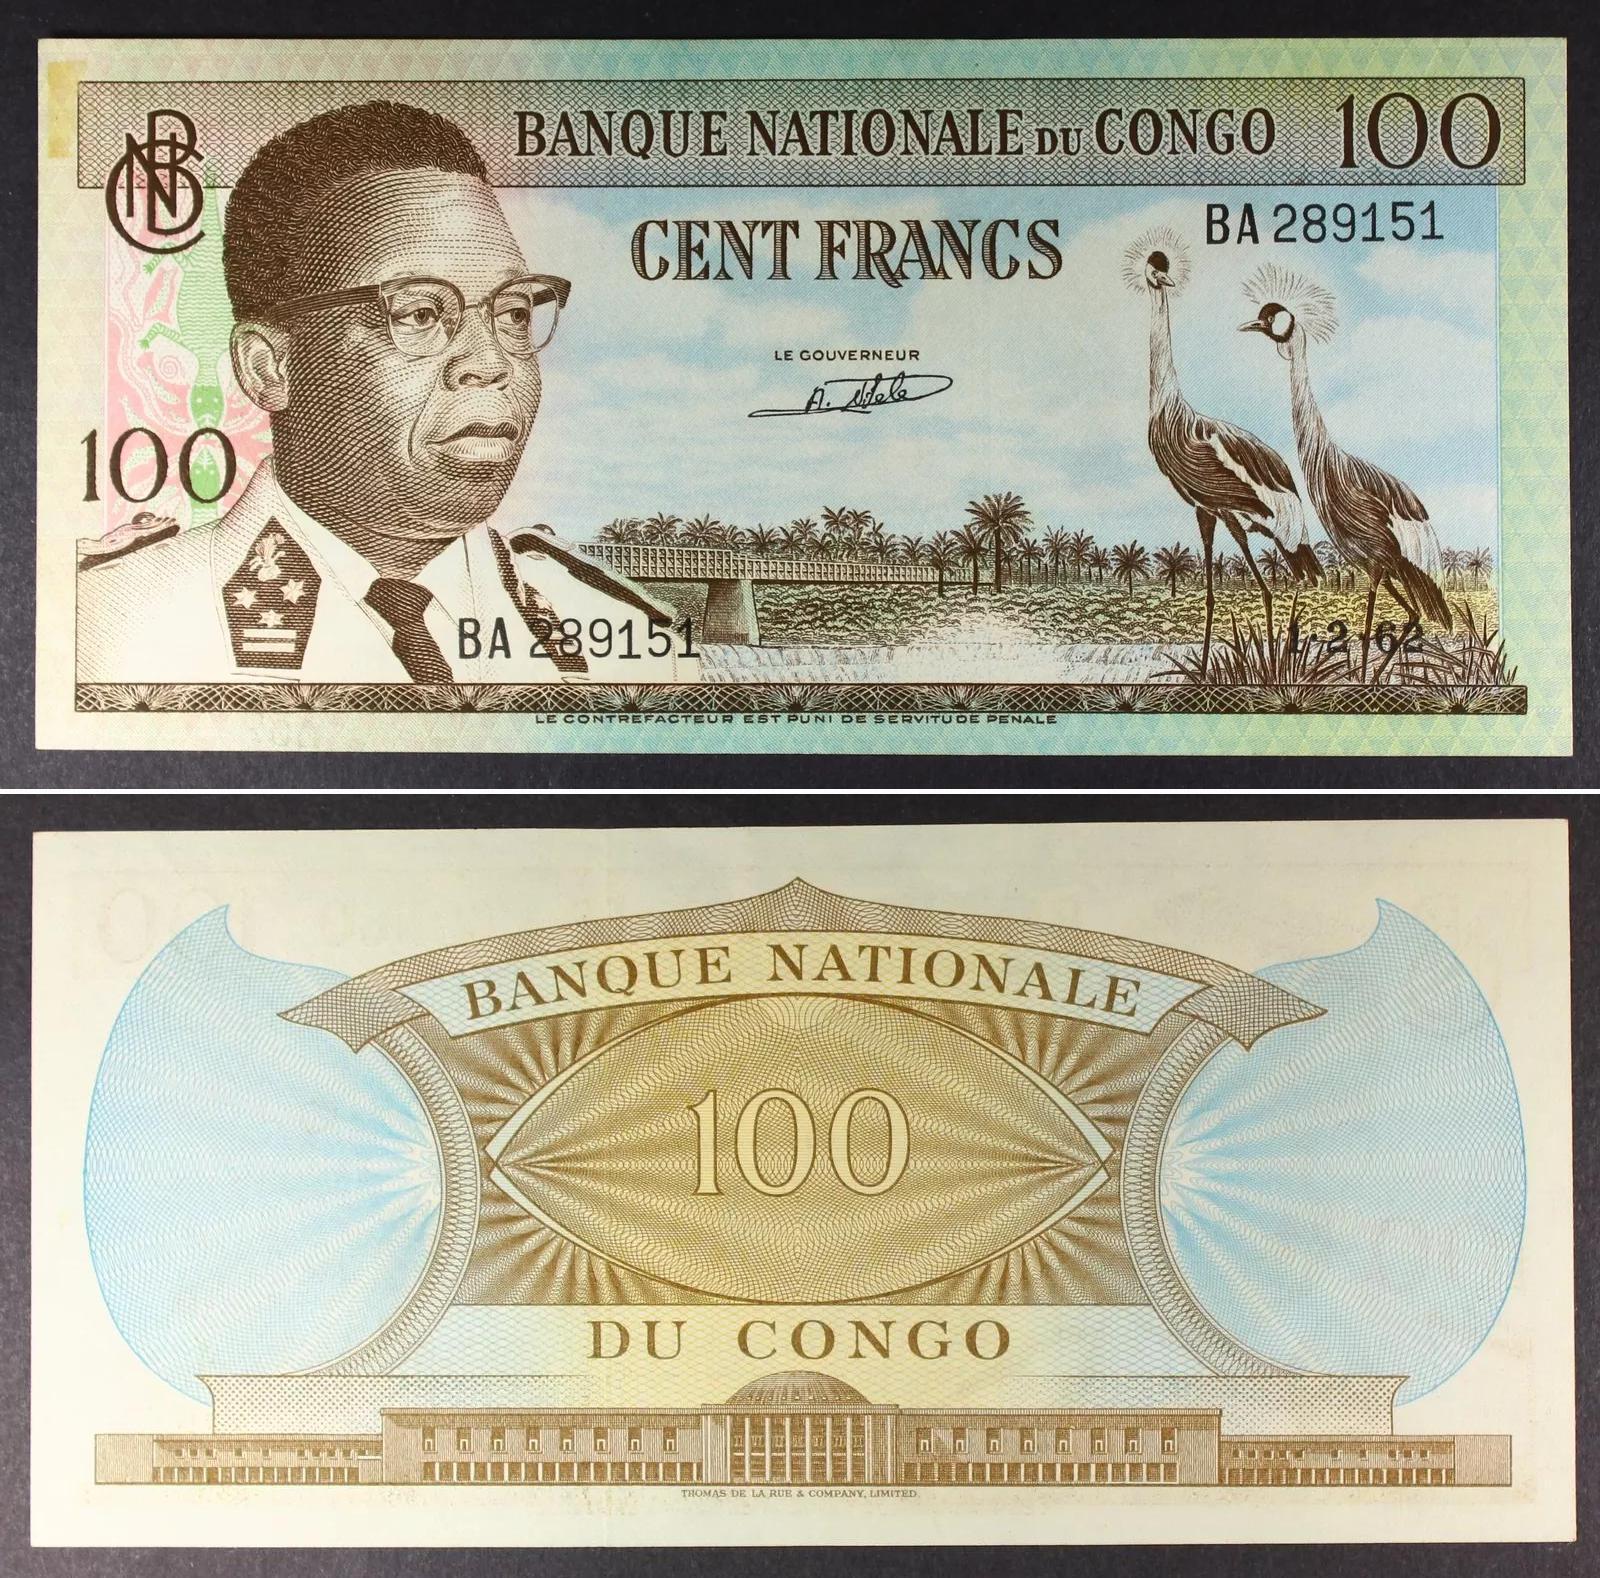 BNC
BANQUE NATIONALE DU CONGO 100
CENT FRANCS
BA 289151
LE GOUVERNEUR
100
BA 289151
1·2·62
LE CONTREFACTEUR EST PUNI DE SERVITUDE PENALE
BANQUE NATIONALE
100
DU CONGO
THOMAS DE LA RUE & COMPANY, LIMITED.